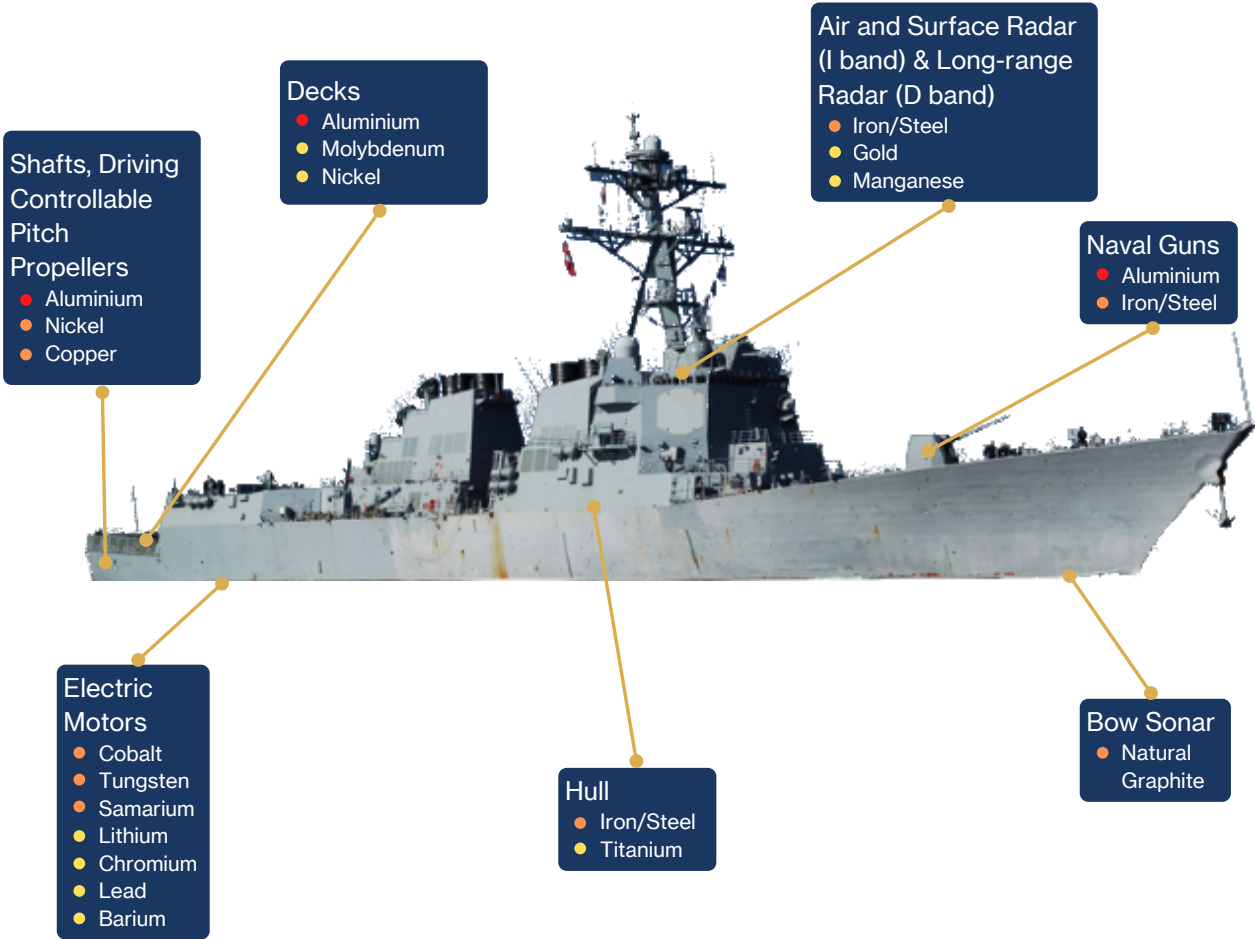 Air and Surface Radar
(I band) & Long-range
Radar (D band)
Iron/Steel
Gold
Manganese
Decks
Aluminium
Molybdenum
Nickel
Shafts, Driving
Controllable
Pitch
Propellers
Aluminium
Nickel
Copper
Naval Guns
Aluminium
Iron/Steel
Electric
Motors
Cobalt
Tungsten
Samarium
Lithium
Chromium
Lead
Barium
Hull
Iron/Steel
Titanium
Bow Sonar
Natural
Graphite